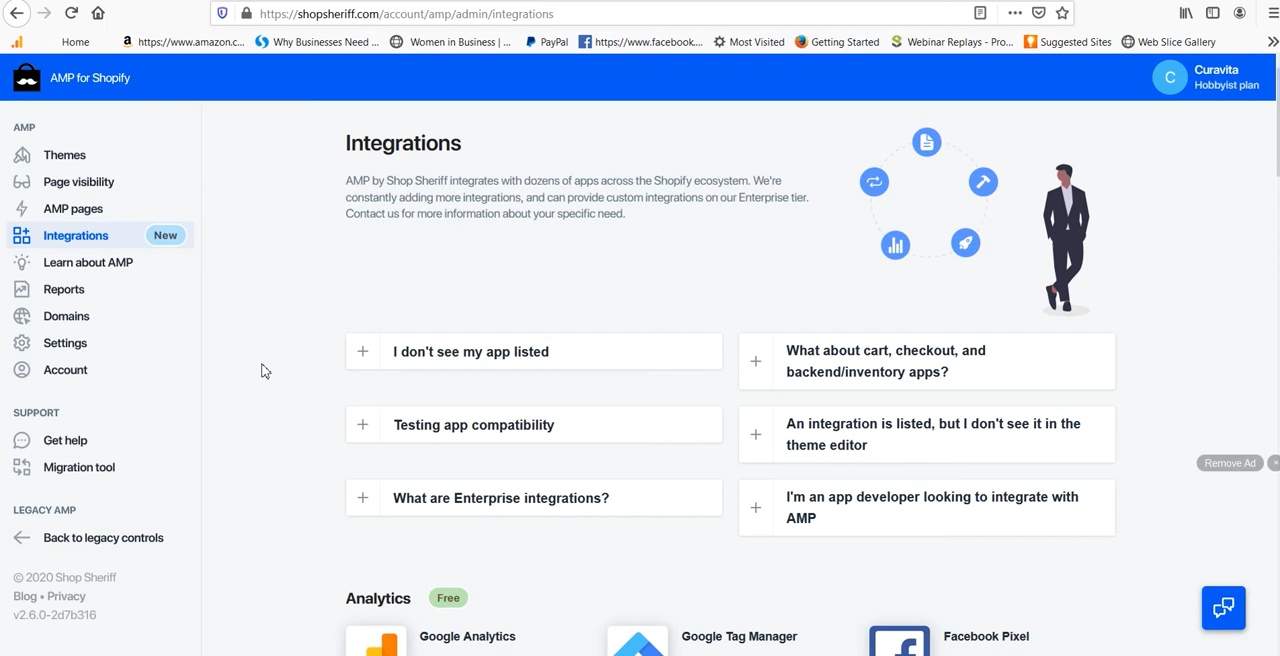 https://shopsheriff.com/account/amp/admin/integrations
Home
https://www.amazon.c...
Why Businesses Need ...
Women in Business | ...
PayPal
https://www.facebook....
Most Visited
Getting Started
Webinar Replays - Pro...
Suggested Sites
Web Slice Gallery
AMP for Shopify
C
Curavita
Hobbyist plan
AMP
Themes
Page visibility
AMP pages
Integrations New
Learn about AMP
Reports
Domains
Settings
Account
SUPPORT
Get help
Migration tool
LEGACY AMP
Back to legacy controls
© 2020 Shop Sheriff
Blog • Privacy
v2.6.0-2d7b316
Integrations
AMP by Shop Sheriff integrates with dozens of apps across the Shopify ecosystem. We're
constantly adding more integrations, and can provide custom integrations on our Enterprise tier.
Contact us for more information about your specific need.
I don't see my app listed
What about cart, checkout, and
backend/inventory apps?
Testing app compatibility
An integration is listed, but I don't see it in the
theme editor
What are Enterprise integrations?
I'm an app developer looking to integrate with
AMP
Remove Ad
Analytics Free
Google Analytics
Google Tag Manager
Facebook Pixel